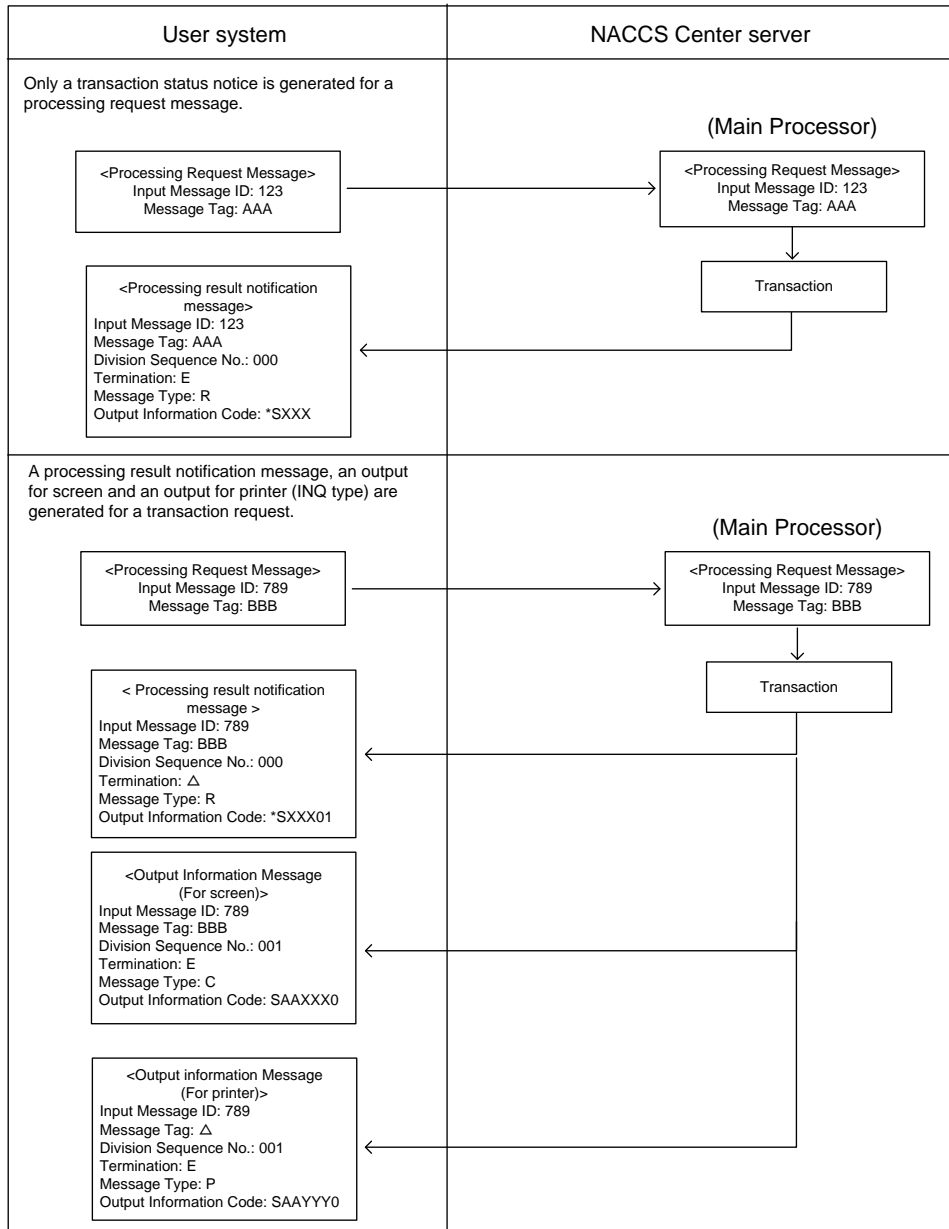 User system
NACCS Center server
Only a transaction status notice is generated for a
processing request message.
(Main Processor)
<Processing Request Message>
Input Message ID: 123
Message Tag: AAA
<Processing Request Message>
Input Message ID: 123
Message Tag: AAA
Transaction
<Processing result notification
message>
Input Message ID: 123
Message Tag: AAA
Division Sequence No.: 000
Termination: E
Message Type: R
Output Information Code: *SXXX
A processing result notification message, an output
for screen and an output for printer (INQ type) are
generated for a transaction request.
(Main Processor)
<Processing Request Message>
Input Message ID: 789
Message Tag: BBB
<Processing Request Message>
Input Message ID: 789
Message Tag: BBB
Transaction
< Processing result notification
message >
Input Message ID: 789
Message Tag: BBB
Division Sequence No.: 000
Termination: △
Message Type: R
Output Information Code: *SXXX01
<Output Information Message
(For screen)>
Input Message ID: 789
Message Tag: BBB
Division Sequence No.: 001
Termination: E
Message Type: C
Output Information Code: SAAXXX0
<Output information Message
(For printer)>
Input Message ID: 789
Message Tag: △
Division Sequence No.: 001
Termination: E
Message Type: P
Output Information Code: SAAYYY0